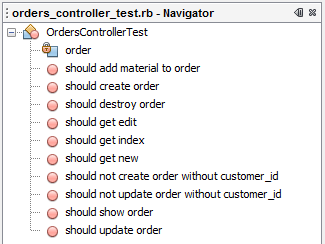 orders_controller_test.rb - Navigator
OrdersControllerTest
order
should add material to order
should create order
should destroy order
should get edit
should get index
should get new
should not create order without customer_id
should not update order without customer_id
should show order
should update order